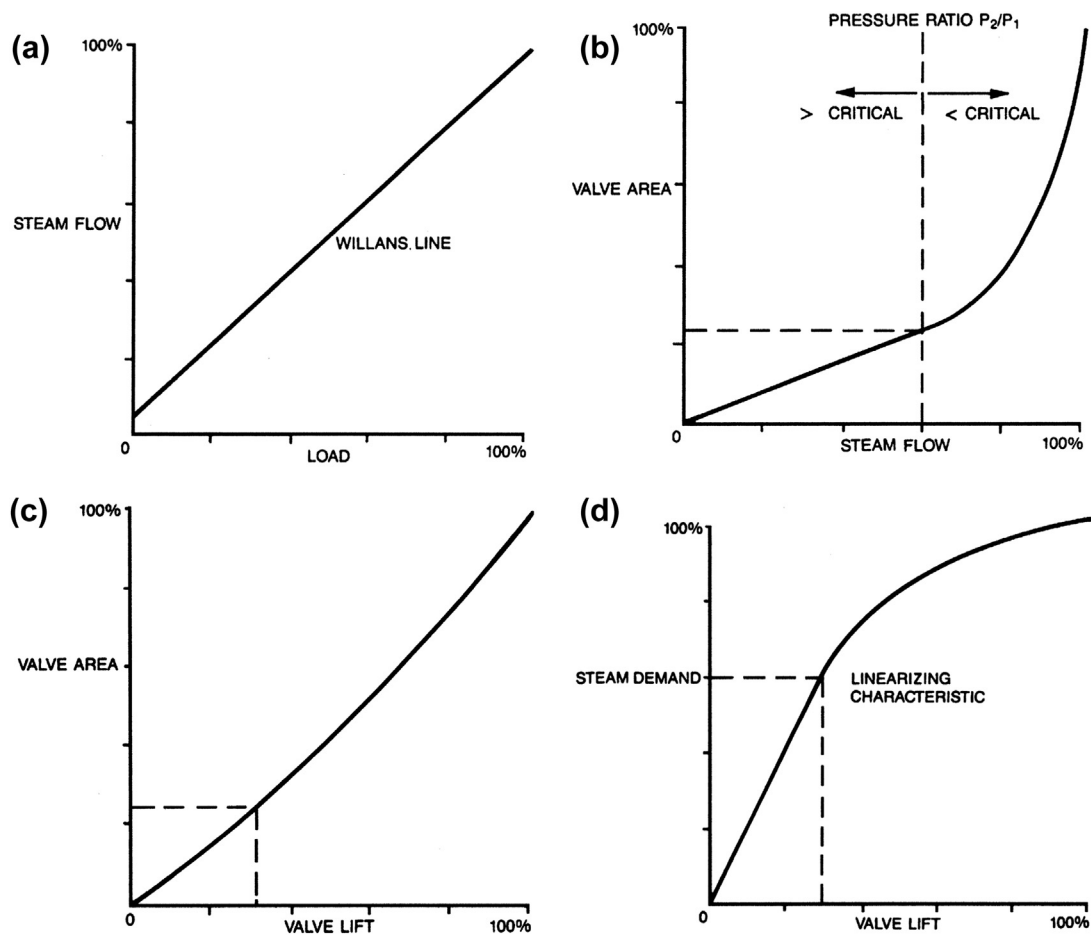 (a)
100%
STEAM FLOW
WILLANS. LINE
0
LOAD
100%
(b)
PRESSURE RATIO P₂/P₁
100%
> CRITICAL
< CRITICAL
VALVE AREA
0
STEAM FLOW
100%
(c)
100%
VALVE AREA
0
VALVE LIFT
100%
(d)
100%
STEAM DEMAND
LINEARIZING
CHARACTERISTIC
0
VALVE LIFT
100%